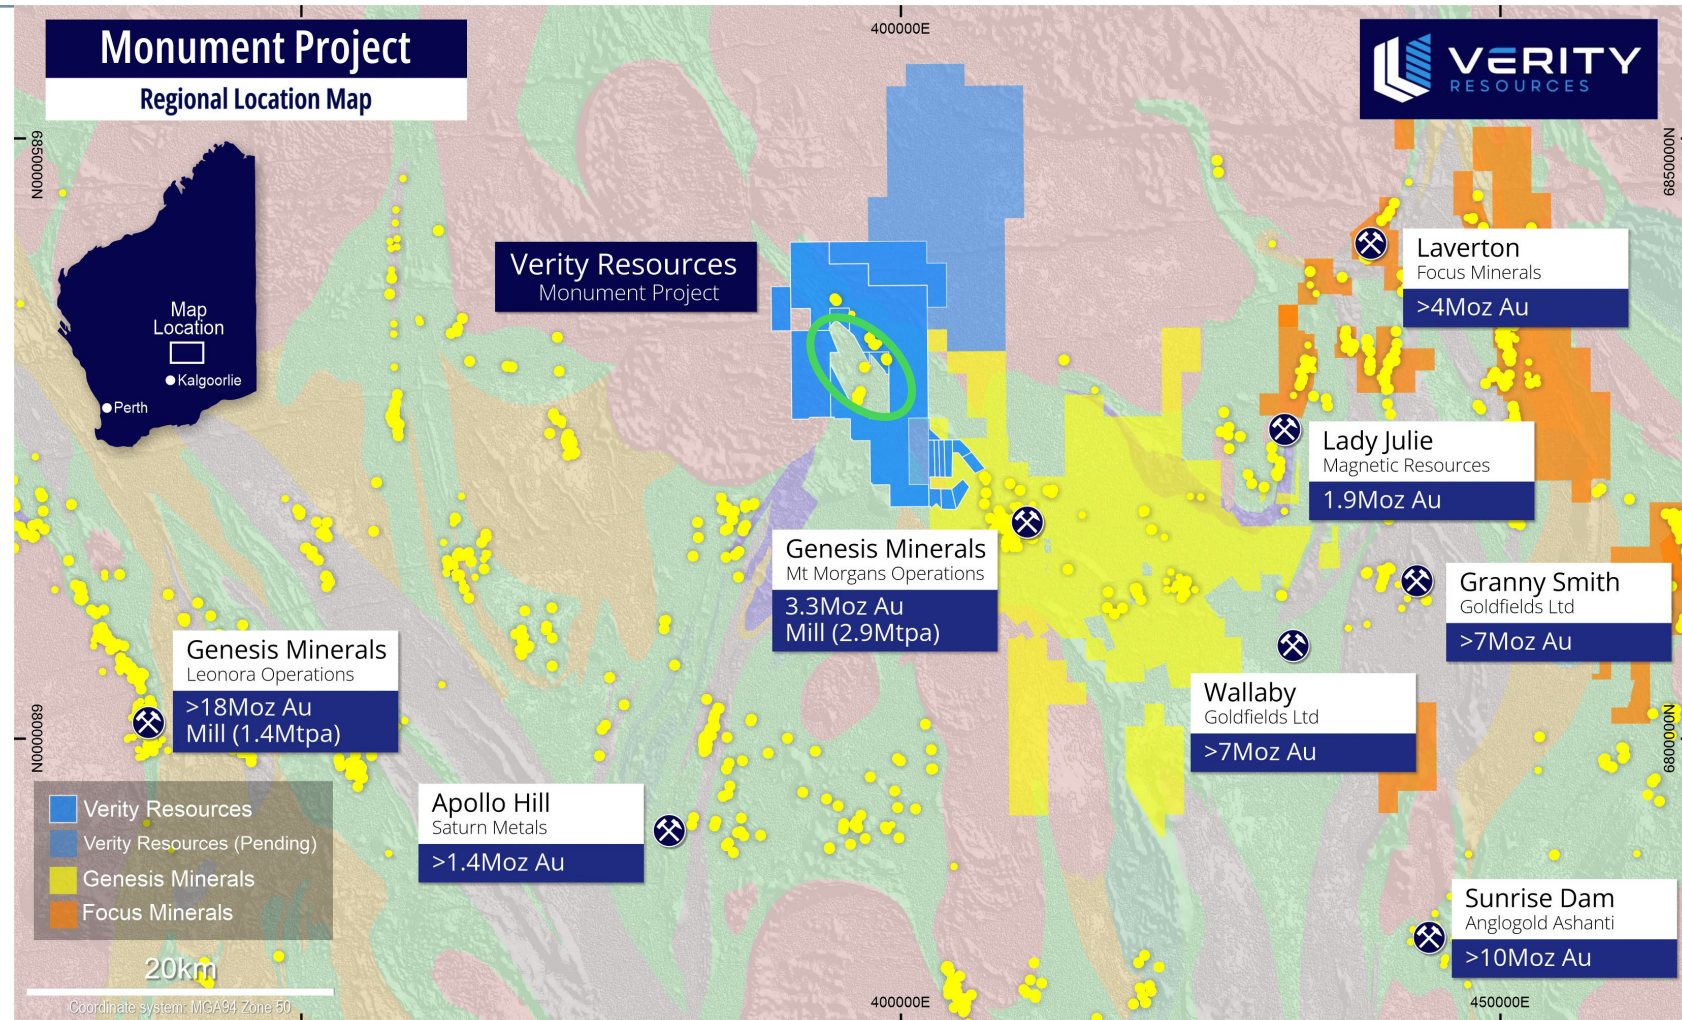 Monument Project
Regional Location Map
400000E
VERITY
RESOURCES
6850000N
6850000N
Map
Location
Kalgoorlie
Perth
Verity Resources
Monument Project
Laverton
Focus Minerals
>4Moz Au
Lady Julie
Magnetic Resources
1.9Moz Au
Genesis Minerals
Mt Morgans Operations
3.3Moz Au
Mill (2.9Mtpa)
Granny Smith
Goldfields Ltd
>7Moz Au
Genesis Minerals
Leonora Operations
>18Moz Au
Mill (1.4Mtpa)
Wallaby
Goldfields Ltd
>7Moz Au
6800000N
6800000N
Apollo Hill
Saturn Metals
>1.4Moz Au
Verity Resources
Verity Resources (Pending)
Genesis Minerals
Focus Minerals
Sunrise Dam
Anglogold Ashanti
>10Moz Au
20km
Coordinate system: MGA94 Zone 50
400000E
450000E